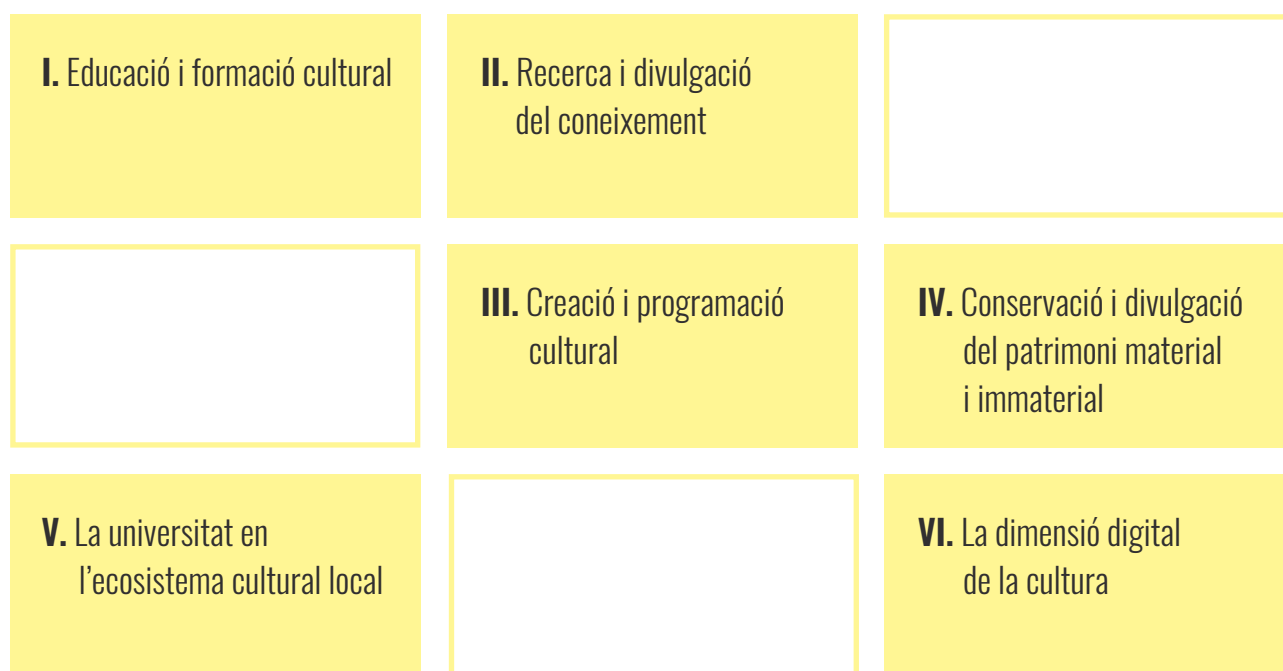 I. Educació i formació cultural
II. Recerca i divulgació
del coneixement
III. Creació i programació
cultural
IV. Conservació i divulgació
del patrimoni material
i immaterial
V. La universitat en
l’ecosistema cultural local
VI. La dimensió digital
de la cultura